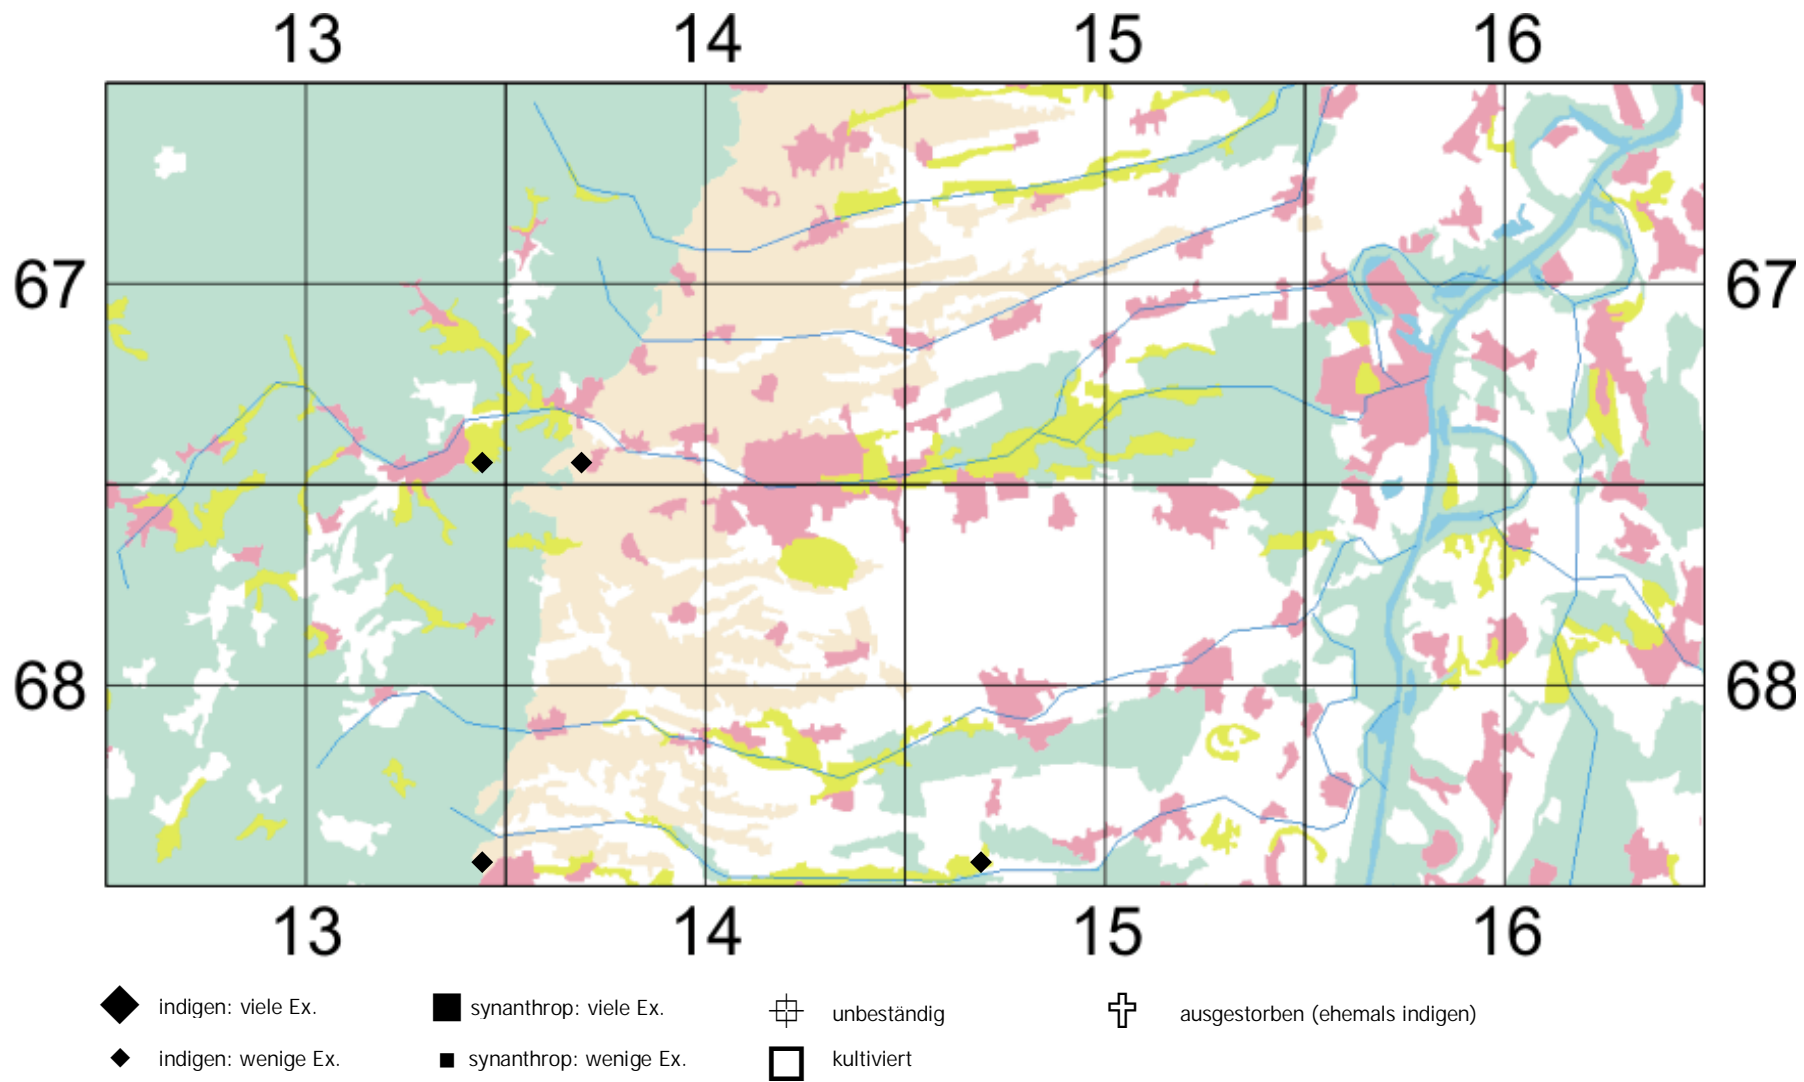 13 14 15 16
67 67
68 68
13 14 15 16
indigen: viele Ex. synanthrop: viele Ex. unbeständig ausgestorben (ehemals indigen)
indigen: wenige Ex. synanthrop: wenige Ex. kultiviert